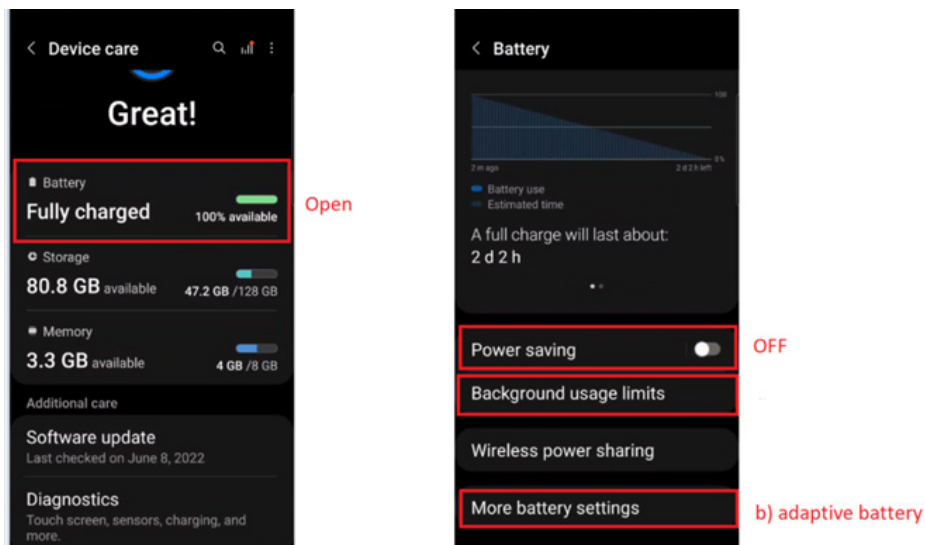 Device care
Great!
Battery
Fully charged
100% available
Open
Storage
80.8 GB available
47.2 GB /128 GB
Memory
3.3 GB available
4 GB /8 GB
Additional care
Software update
Last checked on June 8, 2022
Diagnostics
Touch screen, sensors, charging, and
more.
Battery
100
0%
2 m ago
2 d 2 h left
Battery use
Estimated time
A full charge will last about:
2 d 2 h
Power saving
OFF
Background usage limits
Wireless power sharing
More battery settings
b) adaptive battery